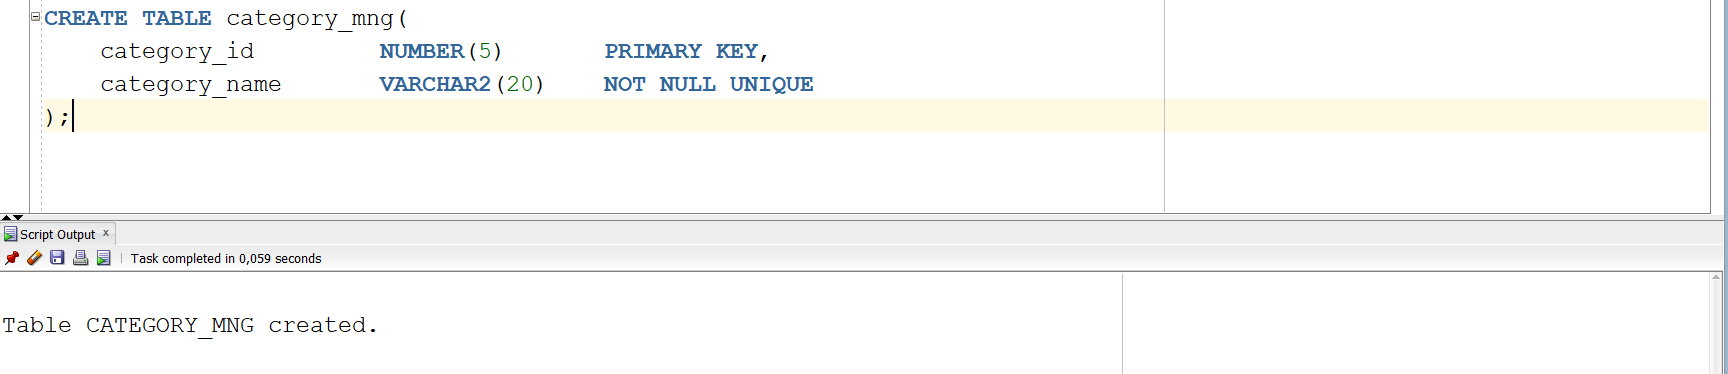 CREATE TABLE category_mng(
category_id NUMBER(5) PRIMARY KEY,
category_name VARCHAR2(20) NOT NULL UNIQUE
);
Script Output x
Task completed in 0,059 seconds
Table CATEGORY_MNG created.